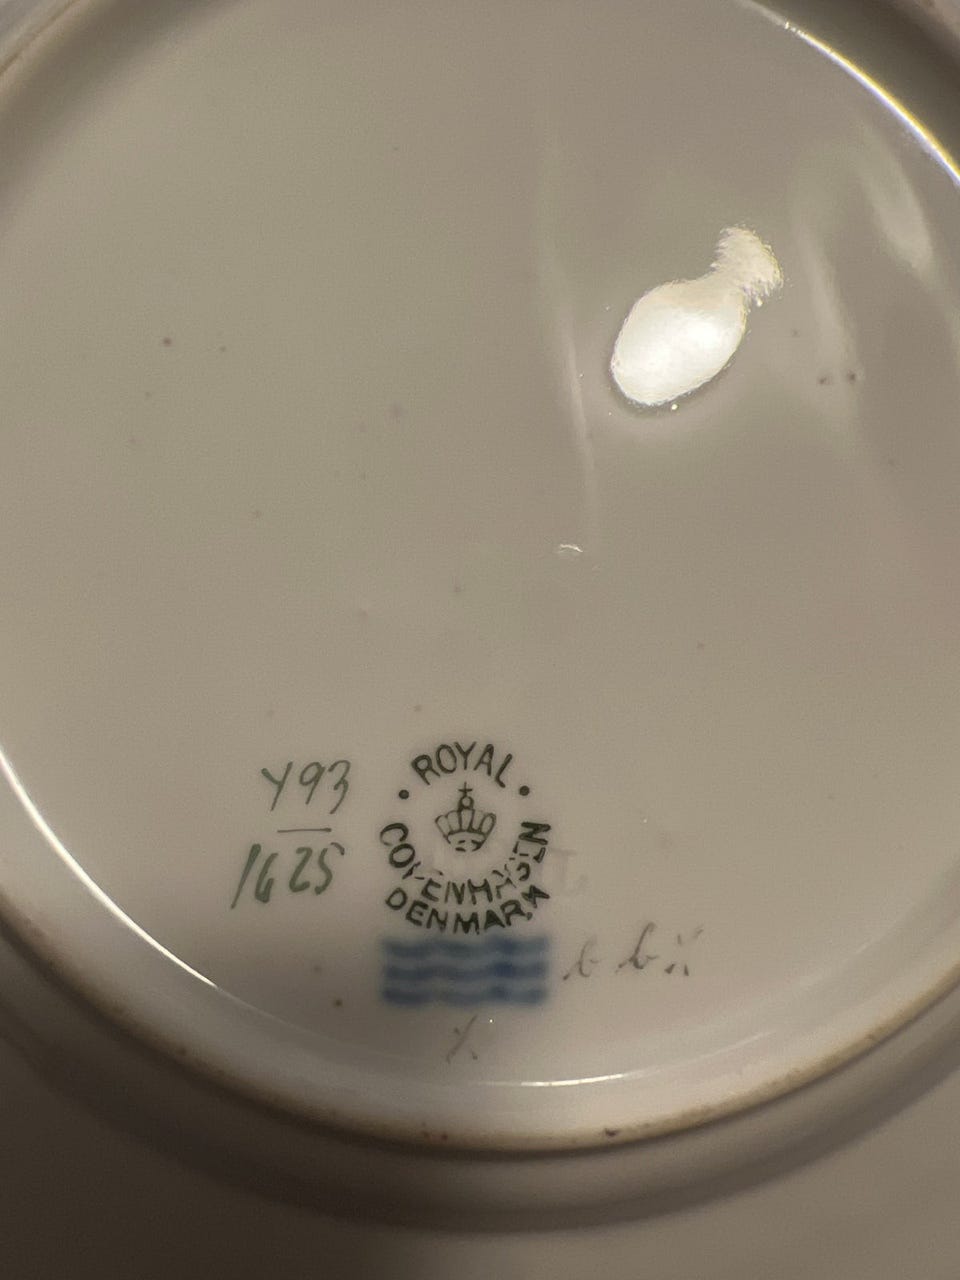 · ROYAL ·
COPENHAGEN
DENMARK
493
1625